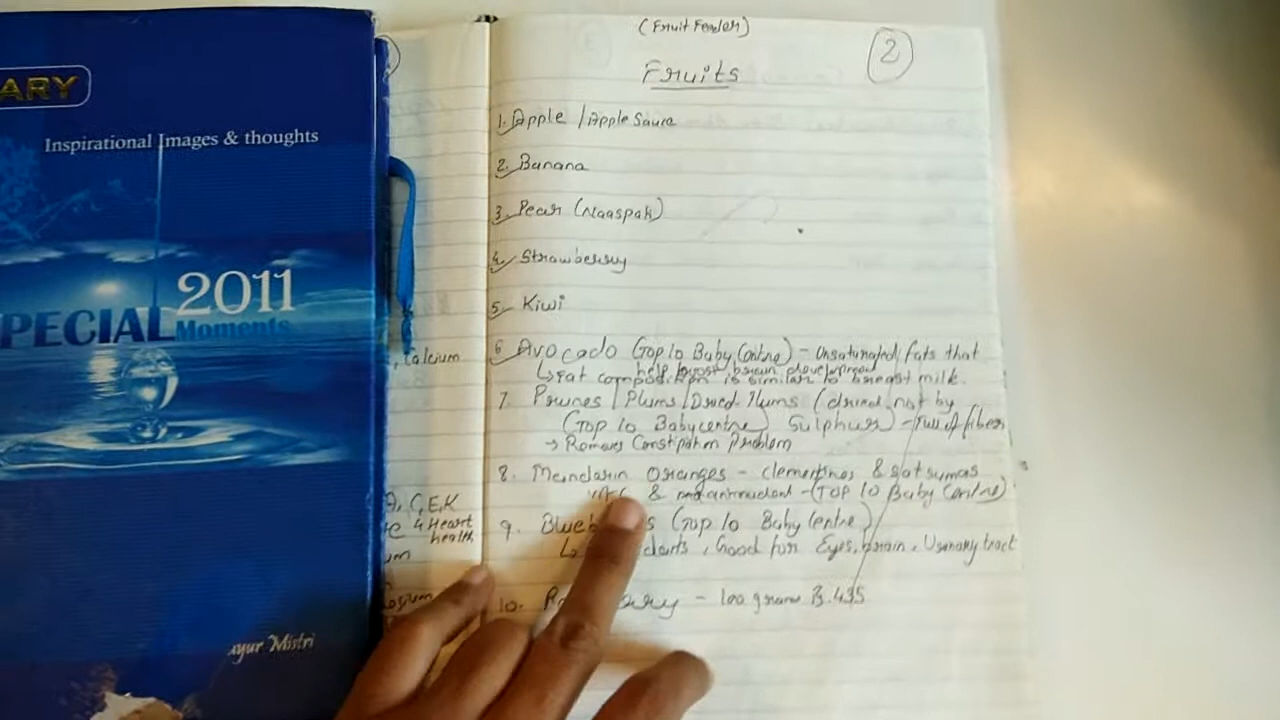 ARY
Inspirational Images & thoughts
2011
SPECIAL Moments
ayur Mistri
, Calcium
A, C, E, K
& Heart
health
(Fruit Feeder)
2
Fruits
1. Apple / Apple Sauce
2. Banana
3. Pear (Naaspati)
4. Strawberry
5. Kiwi
6. Avocado (Top 10 Baby Centre) - Unsaturated fats that
help boost brain development
↳ Fat composition is similar to breast milk.
7. Prunes / Plums / Dried Plums (dried not by
(Top 10 Babycentre) Sulphur) - Full of fiber
→ Removes Constipation Problem
8. Mandarin Oranges - clementines & satsumas
& antioxidant - (TOP 10 Baby Centre)
9. (Top 10 Baby Centre)
↳ , Good for Eyes, brain, Urinary tract
10. - 100 grams Rs. 435